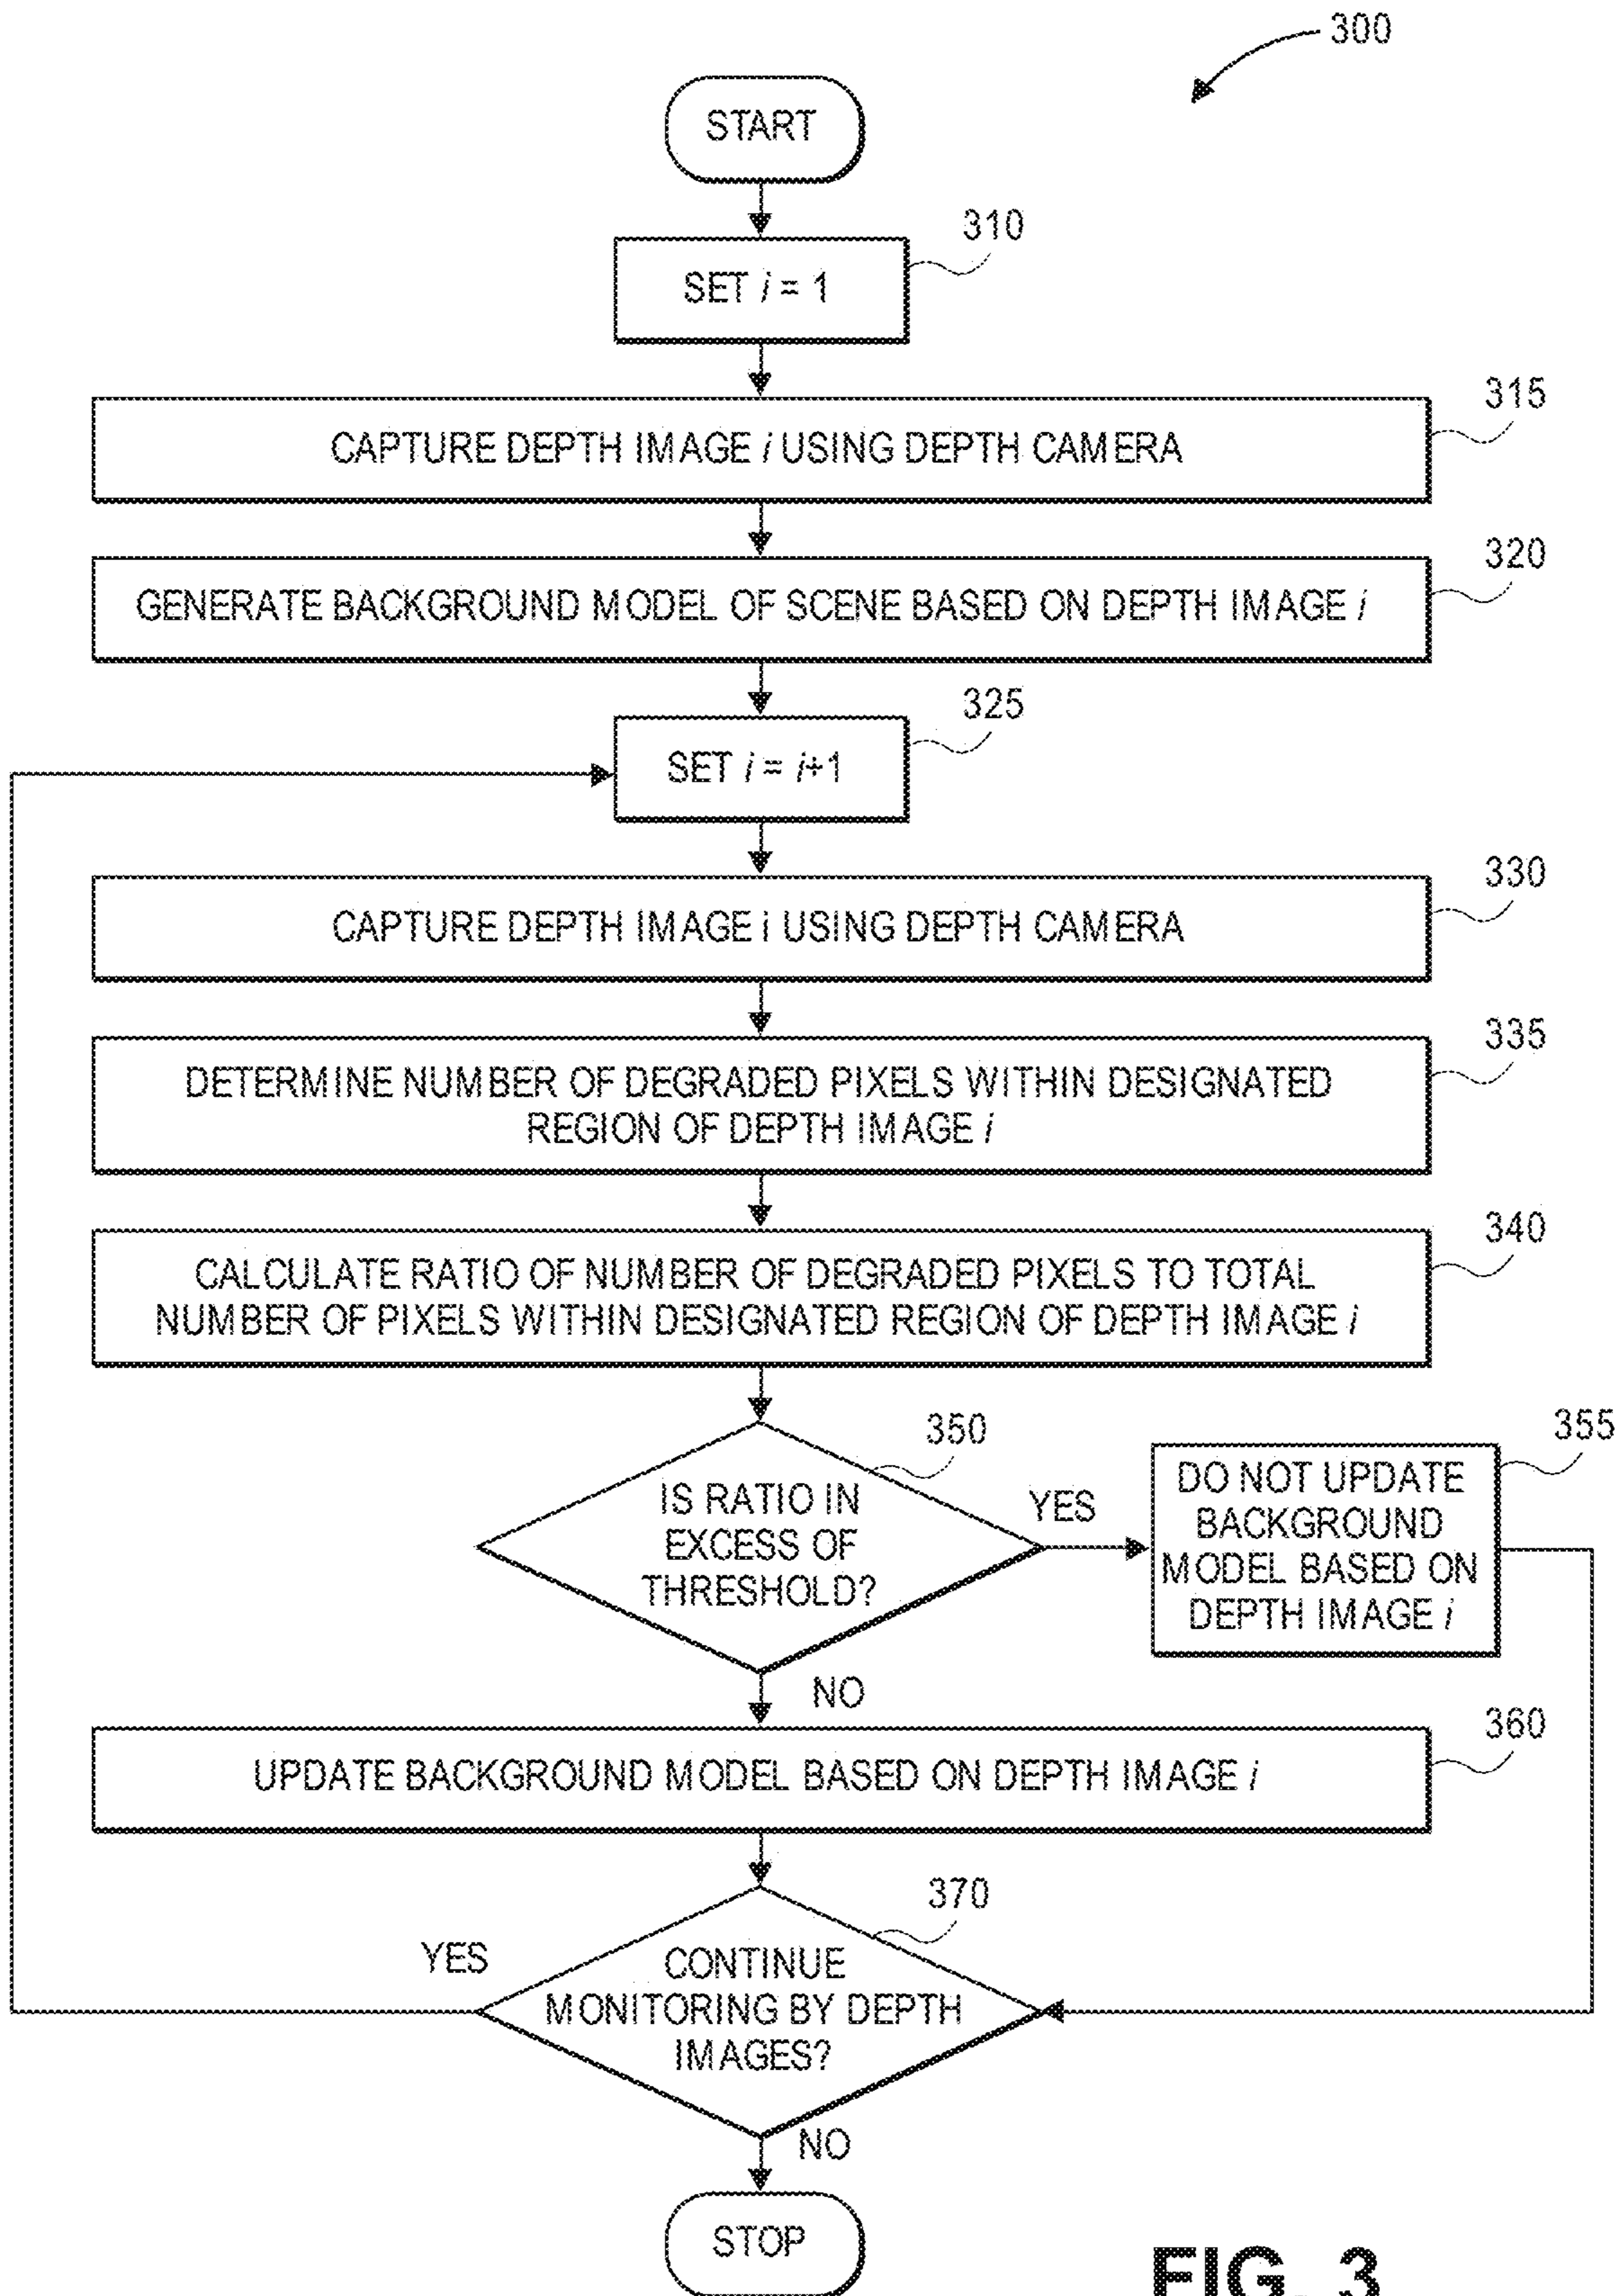 300
START
310
SET i = 1
315
CAPTURE DEPTH IMAGE i USING DEPTH CAMERA
320
GENERATE BACKGROUND MODEL OF SCENE BASED ON DEPTH IMAGE i
325
SET i = i+1
330
CAPTURE DEPTH IMAGE i USING DEPTH CAMERA
335
DETERMINE NUMBER OF DEGRADED PIXELS WITHIN DESIGNATED
REGION OF DEPTH IMAGE i
340
CALCULATE RATIO OF NUMBER OF DEGRADED PIXELS TO TOTAL
NUMBER OF PIXELS WITHIN DESIGNATED REGION OF DEPTH IMAGE i
350
IS RATIO IN
EXCESS OF
THRESHOLD?
YES
355
DO NOT UPDATE
BACKGROUND
MODEL BASED ON
DEPTH IMAGE i
NO
360
UPDATE BACKGROUND MODEL BASED ON DEPTH IMAGE i
370
YES
CONTINUE
MONITORING BY DEPTH
IMAGES?
NO
STOP
FIG. 3